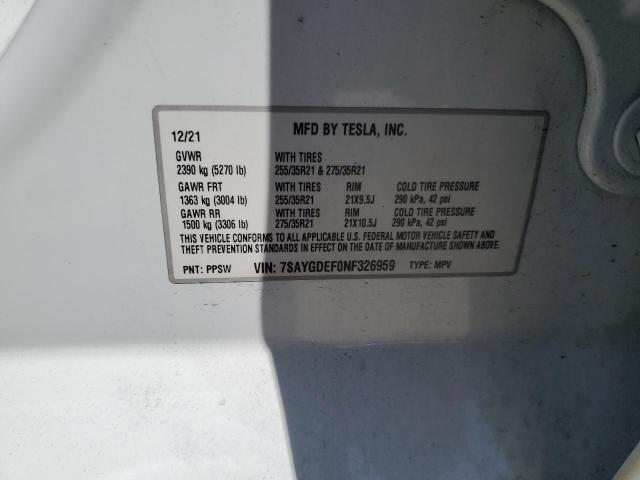 12/21 MFD BY TESLA, INC.
GVWR WITH TIRES
2390 kg (5270 lb) 255/35R21 & 275/35R21
GAWR FRT WITH TIRES RIM COLD TIRE PRESSURE
1363 kg (3004 lb) 255/35R21 21X9.5J 290 kPa, 42 psi
GAWR RR WITH TIRES RIM COLD TIRE PRESSURE
1500 kg (3306 lb) 275/35R21 21X10.5J 290 kPa, 42 psi
THIS VEHICLE CONFORMS TO ALL APPLICABLE U.S. FEDERAL MOTOR VEHICLE SAFETY AND
THEFT PREVENTION STANDARDS IN EFFECT ON THE DATE OF MANUFACTURE SHOWN ABOVE.
PNT: PPSW VIN: 7SAYGDEF0NF326959 TYPE: MPV